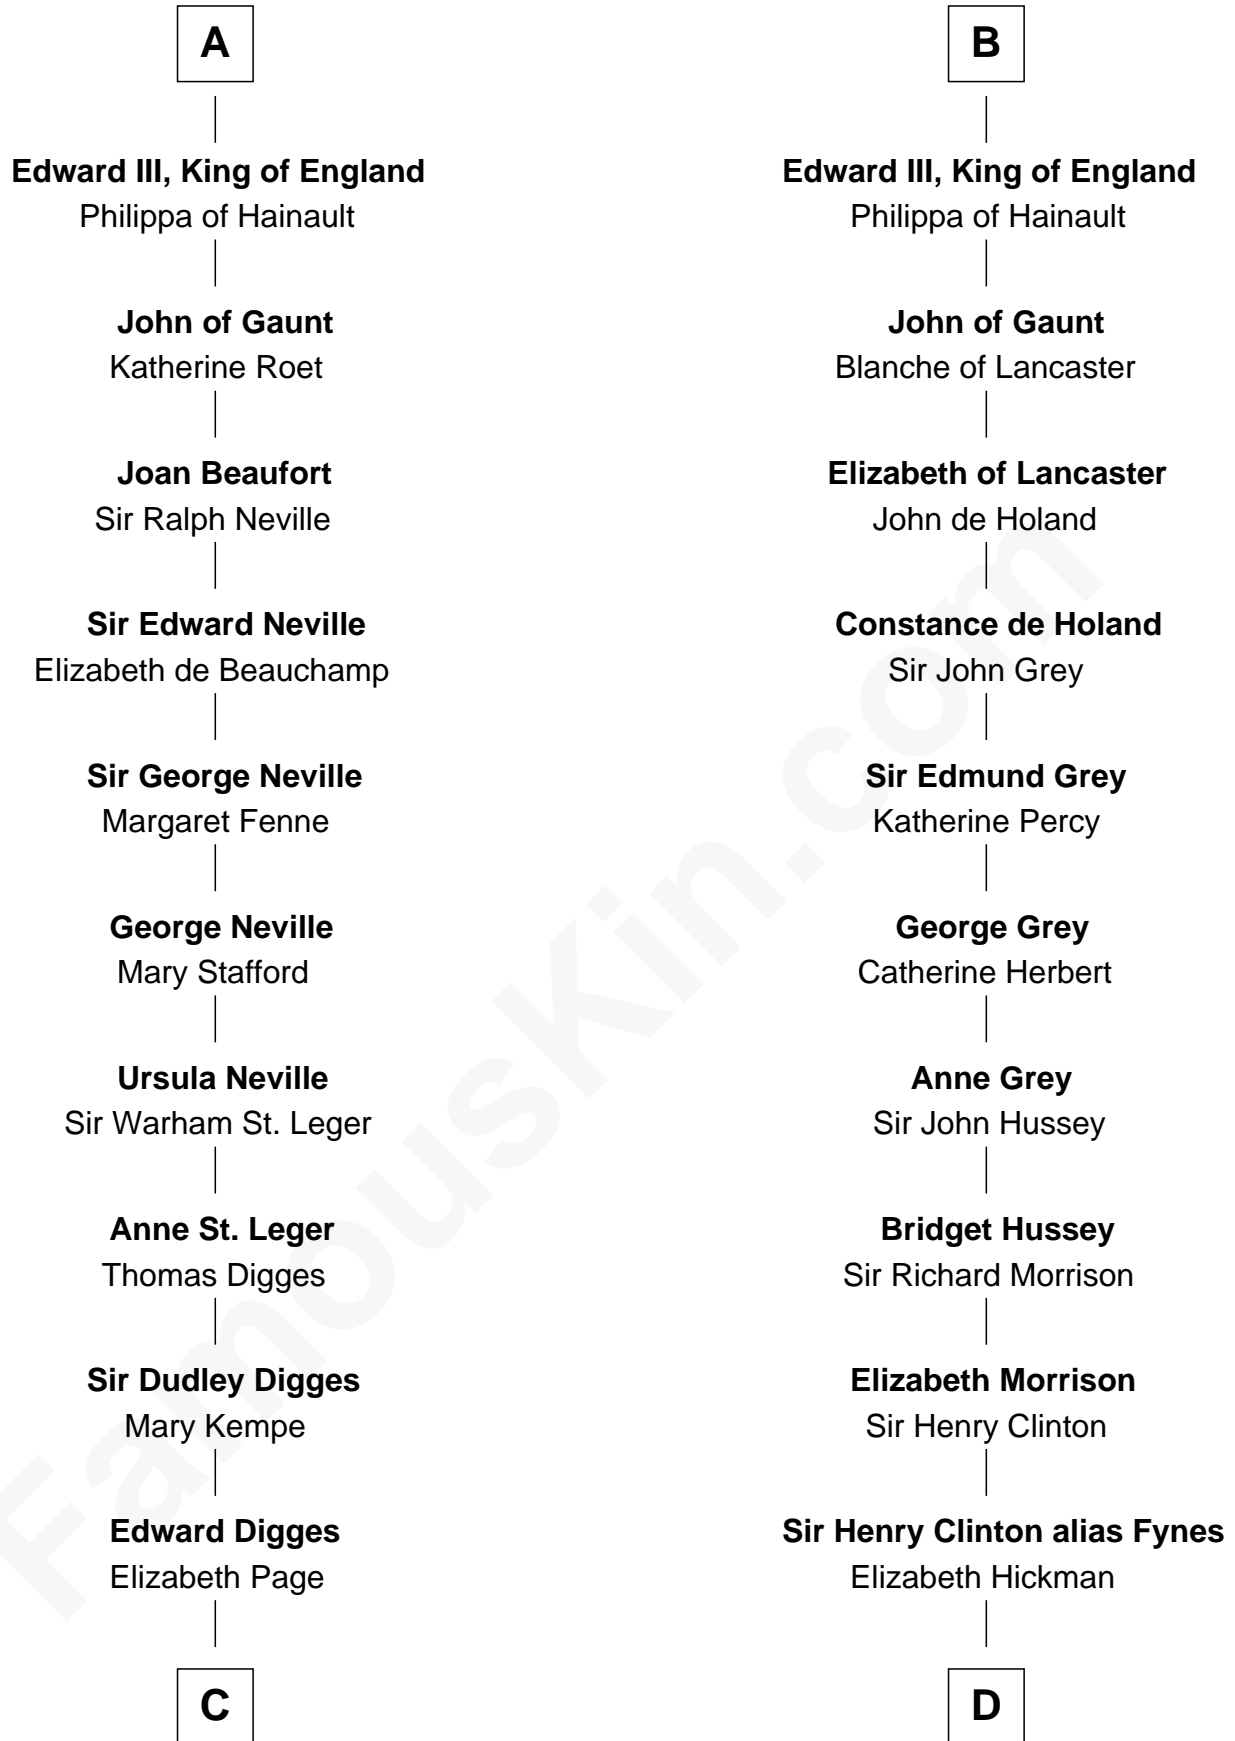 A
Edward III, King of England
Philippa of Hainault
John of Gaunt
Katherine Roet
Joan Beaufort
Sir Ralph Neville
Sir Edward Neville
Elizabeth de Beauchamp
Sir George Neville
Margaret Fenne
George Neville
Mary Stafford
Ursula Neville
Sir Warham St. Leger
Anne St. Leger
Thomas Digges
Sir Dudley Digges
Mary Kempe
Edward Digges
Elizabeth Page
C
B
Edward III, King of England
Philippa of Hainault
John of Gaunt
Blanche of Lancaster
Elizabeth of Lancaster
John de Holand
Constance de Holand
Sir John Grey
Sir Edmund Grey
Katherine Percy
George Grey
Catherine Herbert
Anne Grey
Sir John Hussey
Bridget Hussey
Sir Richard Morrison
Elizabeth Morrison
Sir Henry Clinton
Sir Henry Clinton alias Fynes
Elizabeth Hickman
D
FamousKin.com